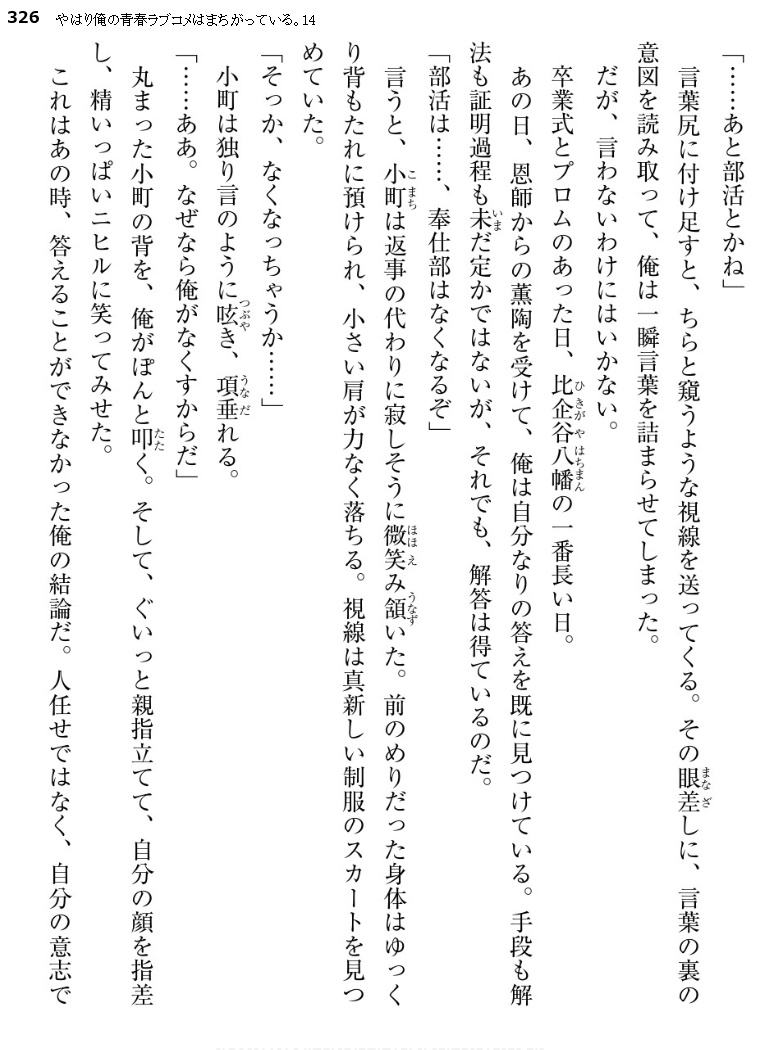 326 やはり俺の青春ラブコメはまちがっている。14
「……あと部活とかね」
言葉尻に付け足すと、ちらと窺うような視線を送ってくる。その眼差しに、言葉の裏の
意図を読み取って、俺は一瞬言葉を詰まらせてしまった。
だが、言わないわけにはいかない。
卒業式とプロムのあった日、比企谷八幡の一番長い日。
あの日、恩師からの薫陶を受けて、俺は自分なりの答えを既に見つけている。手段も解
法も証明過程も未だ定かではないが、それでも、解答は得ているのだ。
「部活は……、奉仕部はなくなるぞ」
言うと、小町は返事の代わりに寂しそうに微笑み頷いた。前のめりだった身体はゆっく
り背もたれに預けられ、小さい肩が力なく落ちる。視線は真新しい制服のスカートを見つ
めていた。
「そっか、なくなっちゃうか……」
小町は独り言のように呟き、項垂れる。
「……ああ。なぜなら俺がなくすからだ」
丸まった小町の背を、俺がぽんと叩く。そして、ぐいっと親指立てて、自分の顔を指差
し、精いっぱいニヒルに笑ってみせた。
これはあの時、答えることができなかった俺の結論だ。人任せではなく、自分の意志で